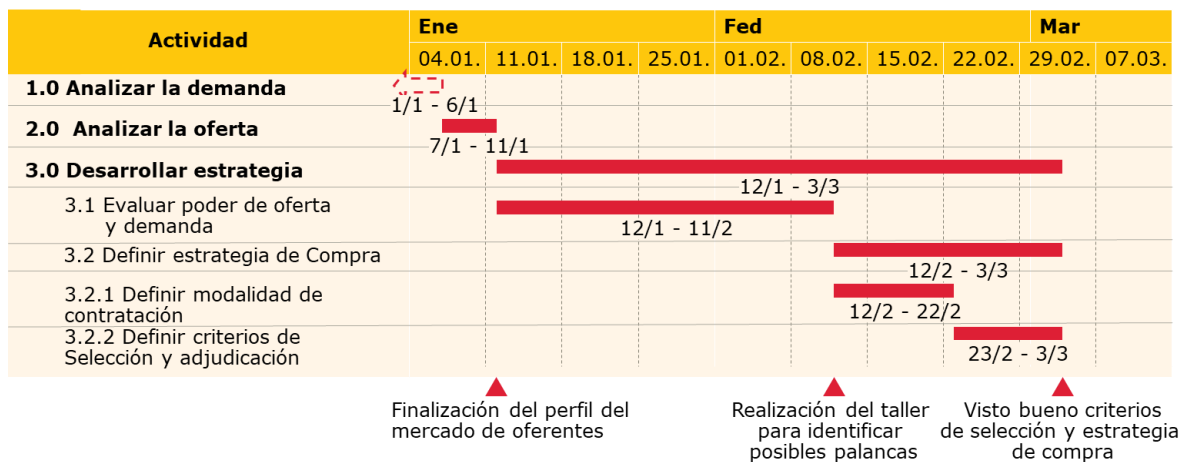 Actividad
Ene
Fed
Mar
04.01. 11.01. 18.01. 25.01. 01.02. 08.02. 15.02. 22.02. 29.02. 07.03.
1.0 Analizar la demanda
1/1 - 6/1
2.0 Analizar la oferta
7/1 - 11/1
3.0 Desarrollar estrategia
12/1 - 3/3
3.1 Evaluar poder de oferta
y demanda
12/1 - 11/2
3.2 Definir estrategia de Compra
12/2 - 3/3
3.2.1 Definir modalidad de
contratación
12/2 - 22/2
3.2.2 Definir criterios de
Selección y adjudicación
23/2 - 3/3
Finalización del perfil del
mercado de oferentes
Realización del taller
para identificar
posibles palancas
Visto bueno criterios
de selección y estrategia
de compra